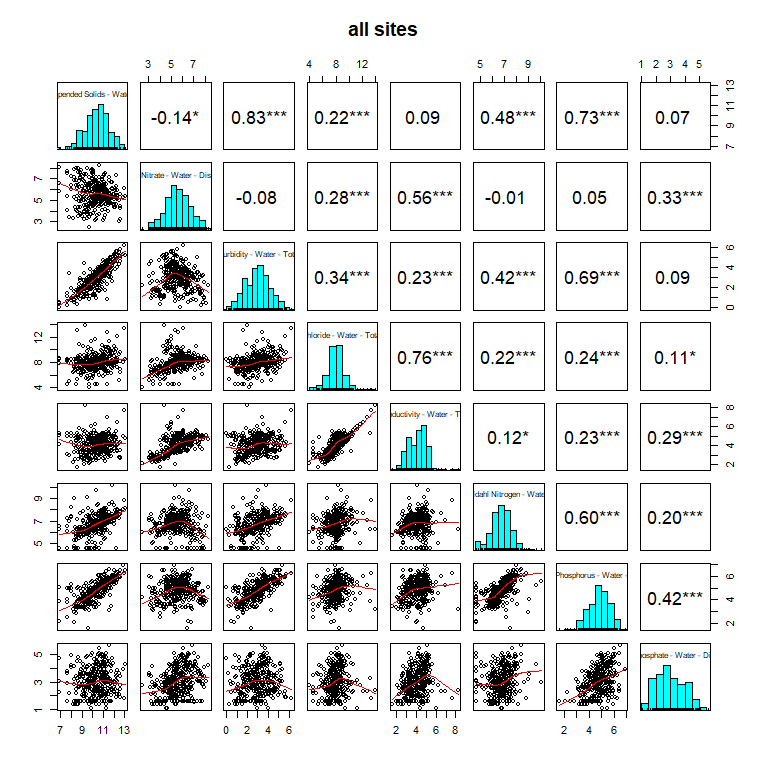 all sites
3 5 7
4 8 12
5 7 9
1 2 3 4 5
pended Solids - Wate
-0.14*
0.83***
0.22***
0.09
0.48***
0.73***
0.07
7 9 11 13
3 5 7
Nitrate - Water - Dis
-0.08
0.28***
0.56***
-0.01
0.05
0.33***
urbidity - Water - Tot
0.34***
0.23***
0.42***
0.69***
0.09
0 2 4 6
4 8 12
hloride - Water - Tota
0.76***
0.22***
0.24***
0.11*
ductivity - Water - T
0.12*
0.23***
0.29***
2 4 6 8
5 7 9
ldahl Nitrogen - Wate
0.60***
0.20***
Phosphorus - Water -
0.42***
2 4 6
1 3 5
osphate - Water - Di
7 9 11 13
0 2 4 6
2 4 6 8
2 4 6